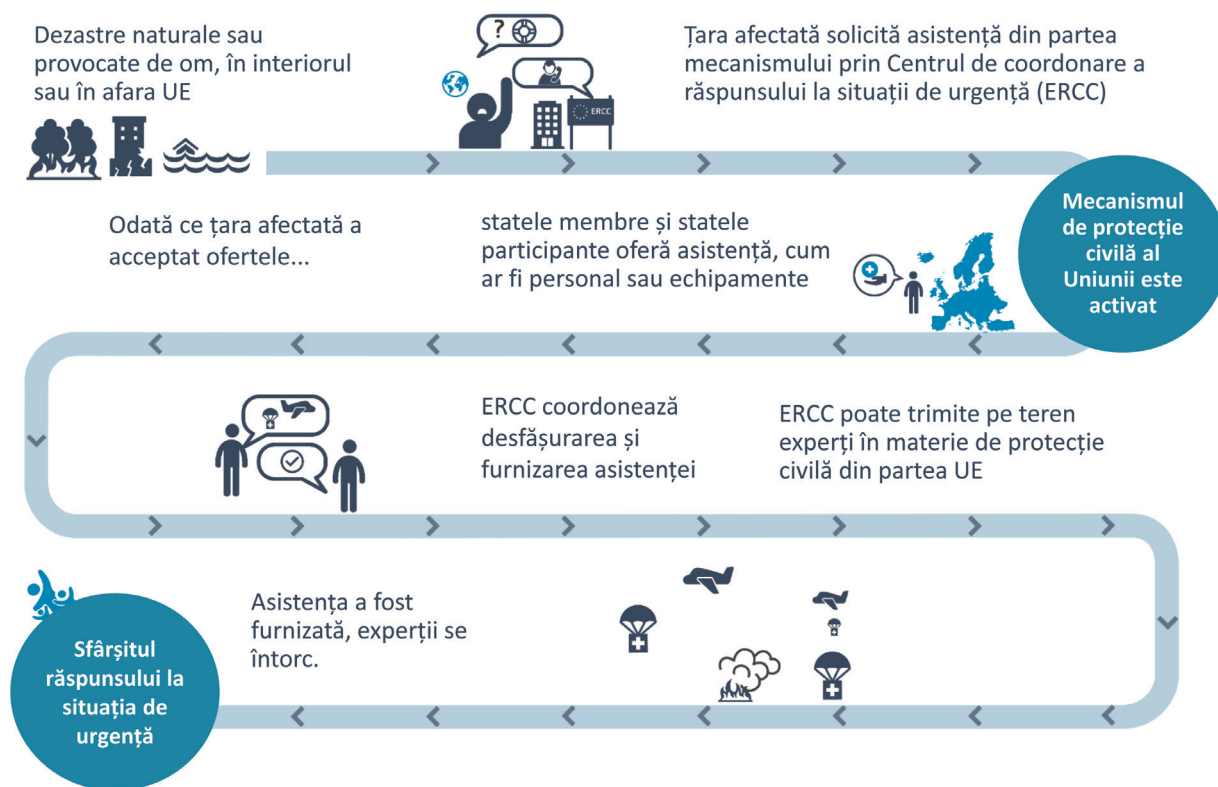 Dezastre naturale sau
provocate de om, în interiorul
sau în afara UE
?
ERCC
Țara afectată solicită asistență din partea
mecanismului prin Centrul de coordonare a
răspunsului la situații de urgență (ERCC)
Mecanismul
de protecție
civilă al
Uniunii este
activat
statele membre și statele
participante oferă asistență, cum
ar fi personal sau echipamente
Odată ce țara afectată a
acceptat ofertele...
ERCC coordonează
desfășurarea și
furnizarea asistenței
ERCC poate trimite pe teren
experți în materie de protecție
civilă din partea UE
Asistența a fost
furnizată, experții se
întorc.
Sfârșitul
răspunsului la
situația de
urgență